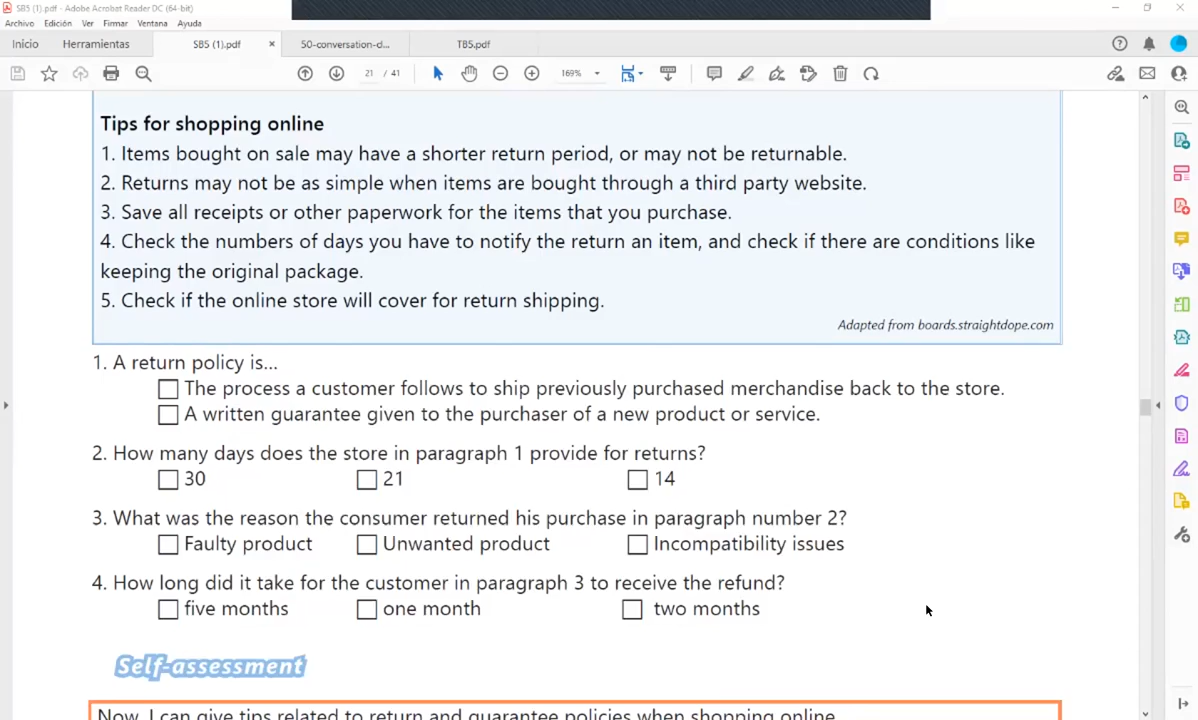 SB5 (1).pdf - Adobe Acrobat Reader DC (64-bit)
Archivo Edición Ver Firmar Ventana Ayuda
Inicio Herramientas SB5 (1).pdf × 50-conversation-d... TB5.pdf
21 / 41 169%
Tips for shopping online
1. Items bought on sale may have a shorter return period, or may not be returnable.
2. Returns may not be as simple when items are bought through a third party website.
3. Save all receipts or other paperwork for the items that you purchase.
4. Check the numbers of days you have to notify the return an item, and check if there are conditions like
keeping the original package.
5. Check if the online store will cover for return shipping.
Adapted from boards.straightdope.com
1. A return policy is...
The process a customer follows to ship previously purchased merchandise back to the store.
A written guarantee given to the purchaser of a new product or service.
2. How many days does the store in paragraph 1 provide for returns?
30 21 14
3. What was the reason the consumer returned his purchase in paragraph number 2?
Faulty product Unwanted product Incompatibility issues
4. How long did it take for the customer in paragraph 3 to receive the refund?
five months one month two months
Self-assessment
Now, I can give tips related to return and guarantee policies when shopping online.